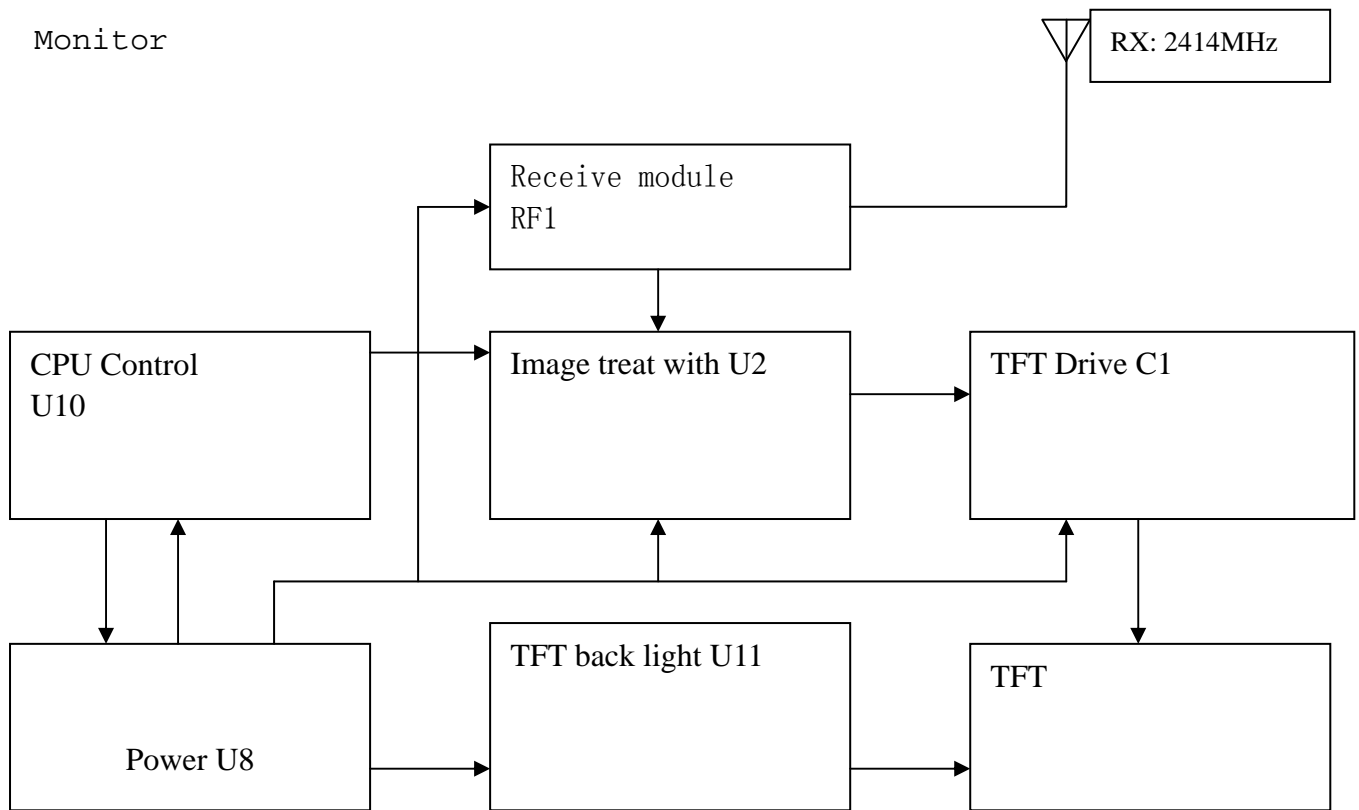 Monitor
RX: 2414MHz
Receive module
RF1
CPU Control
U10
Image treat with U2
TFT Drive C1
Power U8
TFT back light U11
TFT